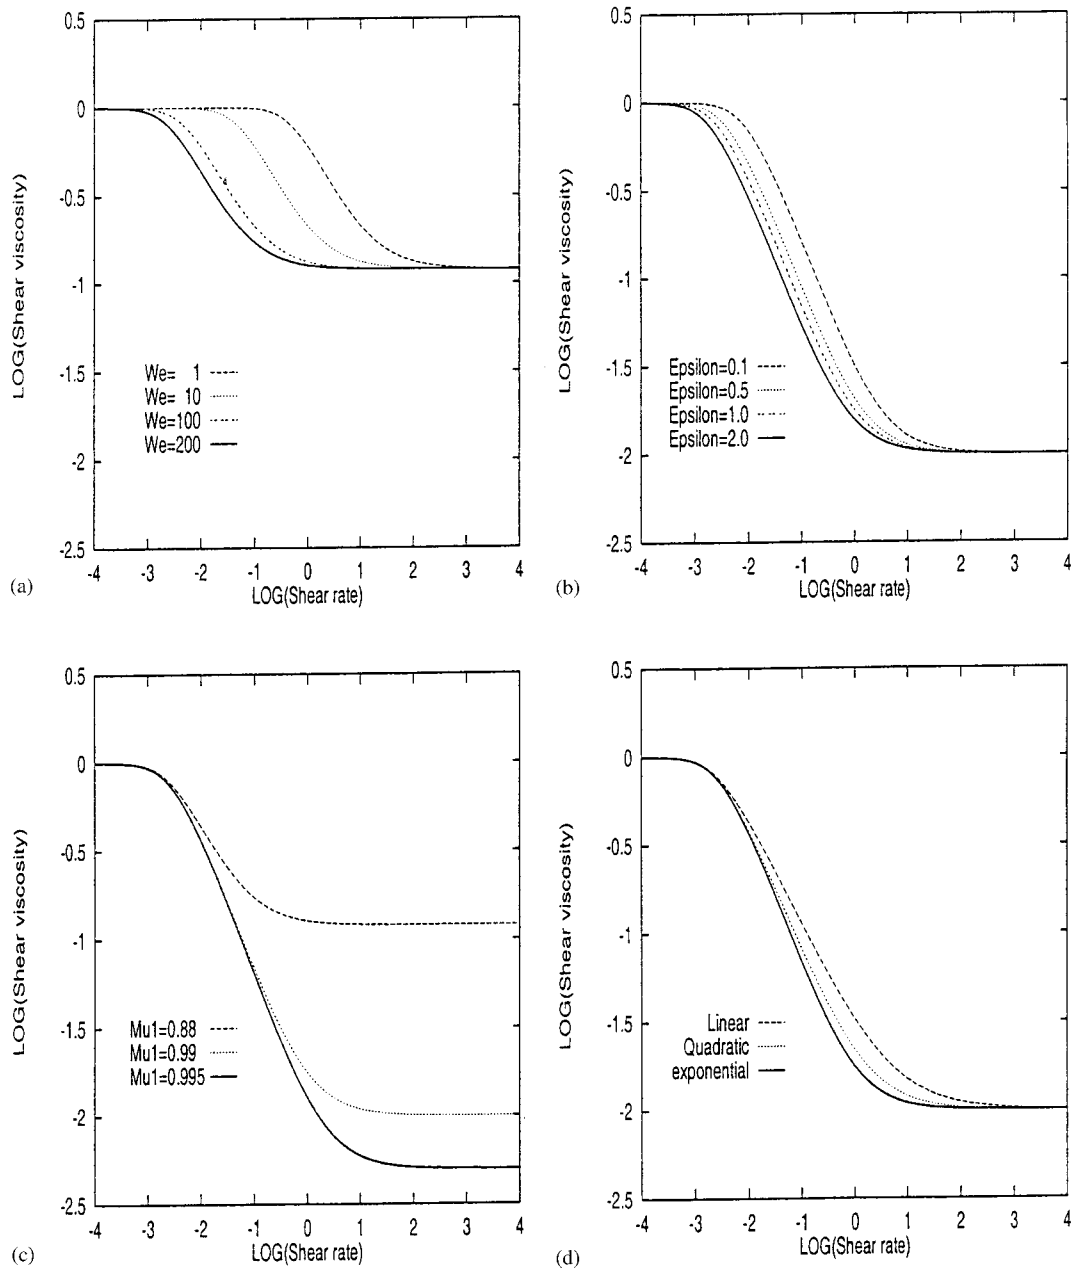 0.5
0
-0.5
-1
-1.5
-2
-2.5
LOG(Shear viscosity)
We= 1
We= 10
We=100
We=200
-4 -3 -2 -1 0 1 2 3 4
LOG(Shear rate)
(a)
0.5
0
-0.5
-1
-1.5
-2
-2.5
LOG(Shear viscosity)
Epsilon=0.1
Epsilon=0.5
Epsilon=1.0
Epsilon=2.0
-4 -3 -2 -1 0 1 2 3 4
LOG(Shear rate)
(b)
0.5
0
-0.5
-1
-1.5
-2
-2.5
LOG(Shear viscosity)
Mu1=0.88
Mu1=0.99
Mu1=0.995
-4 -3 -2 -1 0 1 2 3 4
LOG(Shear rate)
(c)
0.5
0
-0.5
-1
-1.5
-2
-2.5
LOG(Shear viscosity)
Linear
Quadratic
exponential
-4 -3 -2 -1 0 1 2 3 4
LOG(Shear rate)
(d)